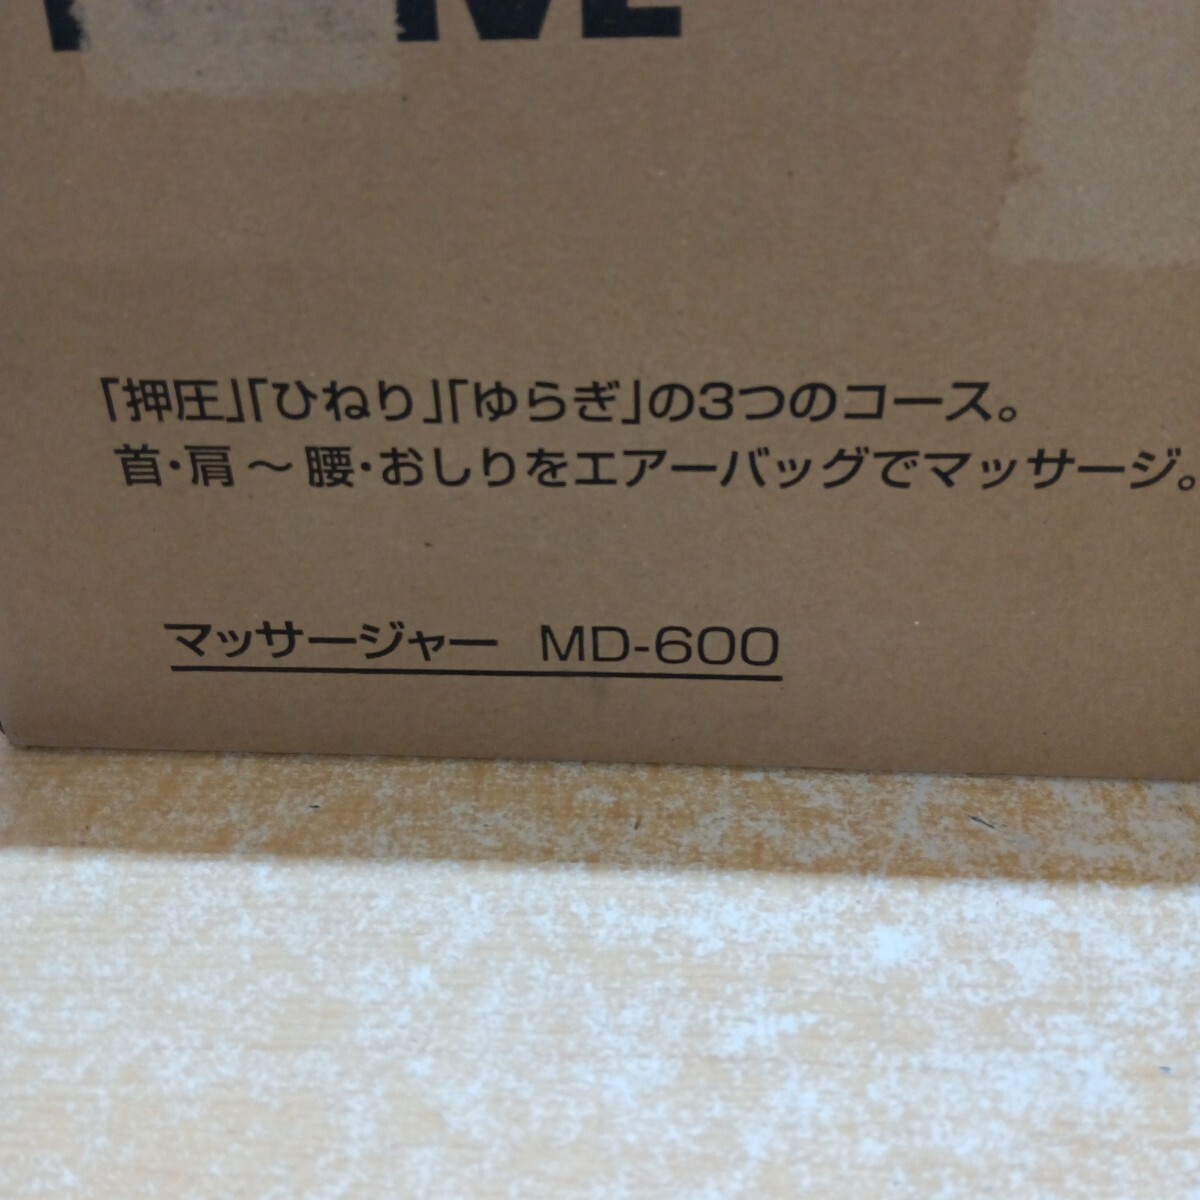 「押圧」「ひねり」「ゆらぎ」の3つのコース。
首・肩〜腰・おしりをエアーバッグでマッサージ。
マッサージャー MD-600